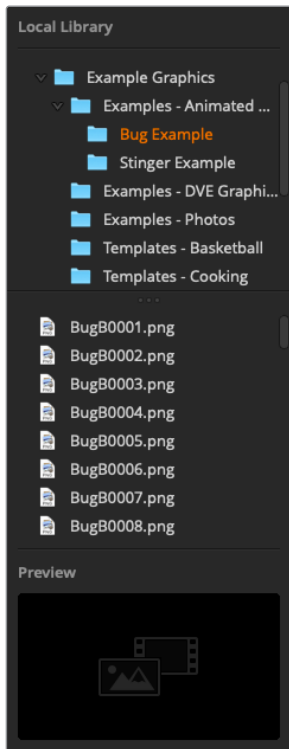 Local Library
Example Graphics
Examples - Animated ...
Bug Example
Stinger Example
Examples - DVE Graphi...
Examples - Photos
Templates - Basketball
Templates - Cooking
BugB0001.png
BugB0002.png
BugB0003.png
BugB0004.png
BugB0005.png
BugB0006.png
BugB0007.png
BugB0008.png
Preview